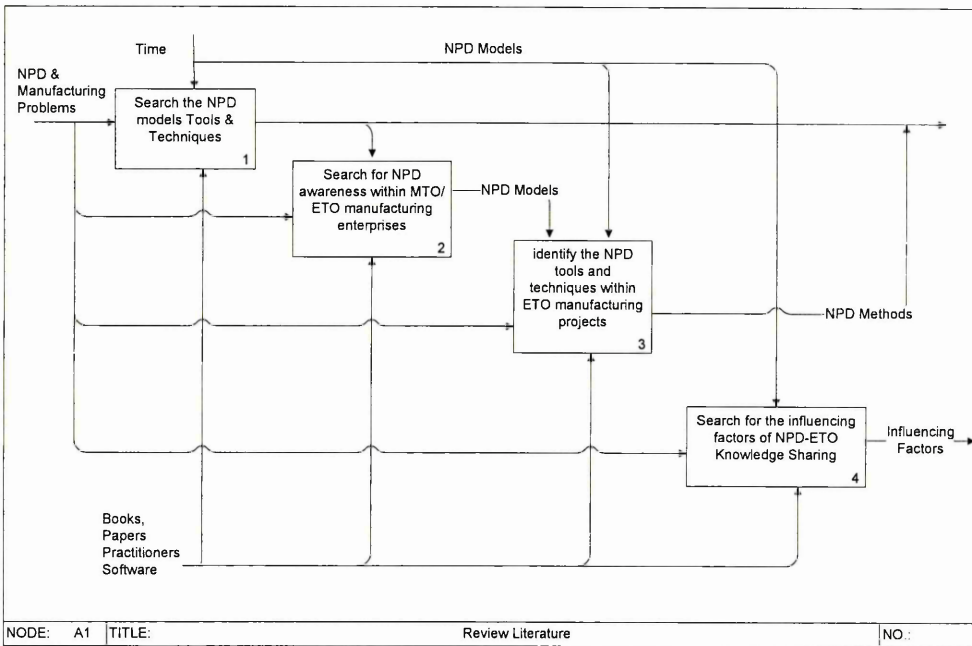 Time
NPD Models
NPD &
Manufacturing
Problems
Search the NPD
models Tools &
Techniques
1
Search for NPD
awareness within MTO/
ETO manufacturing
enterprises
2
NPD Models
identify the NPD
tools and
techniques within
ETO manufacturing
projects
3
NPD Methods
Search for the influencing
factors of NPD-ETO
Knowledge Sharing
4
Influencing
Factors
Books,
Papers
Practitioners
Software
NODE: A1 TITLE: Review Literature NO.: